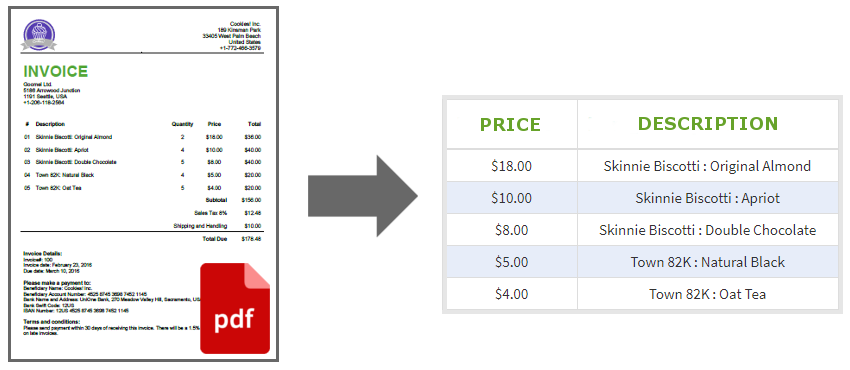 Cookiest Inc.
189 Kinsman Park
33405 West Palm Beach
United States
+1-772-466-3579
INVOICE
Goomel Ltd.
5186 Arrowood Junction
1191 Seattle, USA
+1-206-118-2564
# Description Quantity Price Total
01 Skinnie Biscotti: Original Almond 2 $18.00 $36.00
02 Skinnie Biscotti: Apriot 4 $10.00 $40.00
03 Skinnie Biscotti: Double Chocolate 5 $8.00 $40.00
04 Town 82K: Natural Black 4 $5.00 $20.00
05 Town 82K: Oat Tea 5 $4.00 $20.00
Subtotal $156.00
Sales Tax 8% $12.48
Shipping and Handling $10.00
Total Due $178.48
Invoice Details:
Invoice#: 100
Invoice date: February 23, 2016
Due date: March 10, 2016
Please make a payment to:
Beneficiary Name: Cookiest Inc.
Beneficiary Account Number: 4525 8745 3698 7452 1145
Bank Name and Address: UniOne Bank, 270 Meadow Valley Hill, Sacramento, US
Bank Swift Code: 12US
IBAN Number: 12US 4525 8745 3698 7452 1145
Terms and conditions:
Please send payment within 30 days of receiving this invoice. There will be a 1.5%
on late invoices.
pdf
PRICE DESCRIPTION
$18.00 Skinnie Biscotti : Original Almond
$10.00 Skinnie Biscotti : Apriot
$8.00 Skinnie Biscotti : Double Chocolate
$5.00 Town 82K : Natural Black
$4.00 Town 82K : Oat Tea